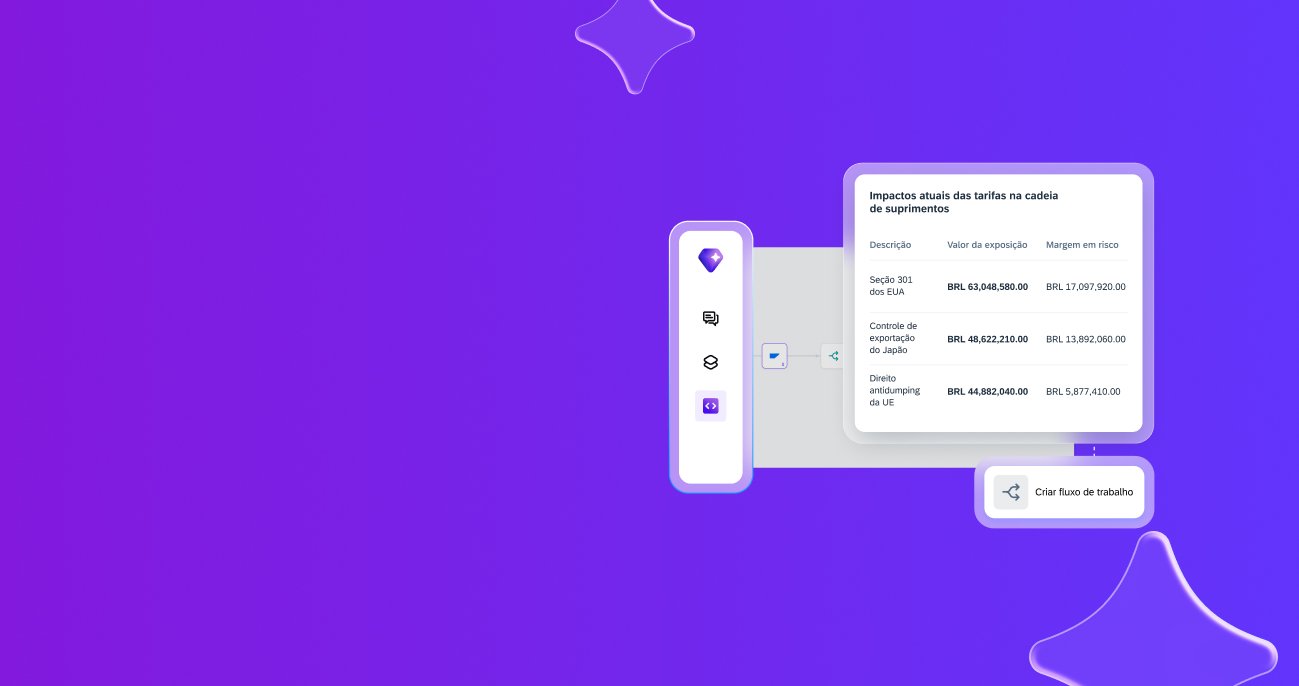 Impactos atuais das tarifas na cadeia
de suprimentos
Descrição Valor da exposição Margem em risco
Seção 301
dos EUA
BRL 63,048,580.00 BRL 17,097,920.00
Controle de
exportação
do Japão
BRL 48,622,210.00 BRL 13,892,060.00
Direito
antidumping
da UE
BRL 44,882,040.00 BRL 5,877,410.00
Criar fluxo de trabalho